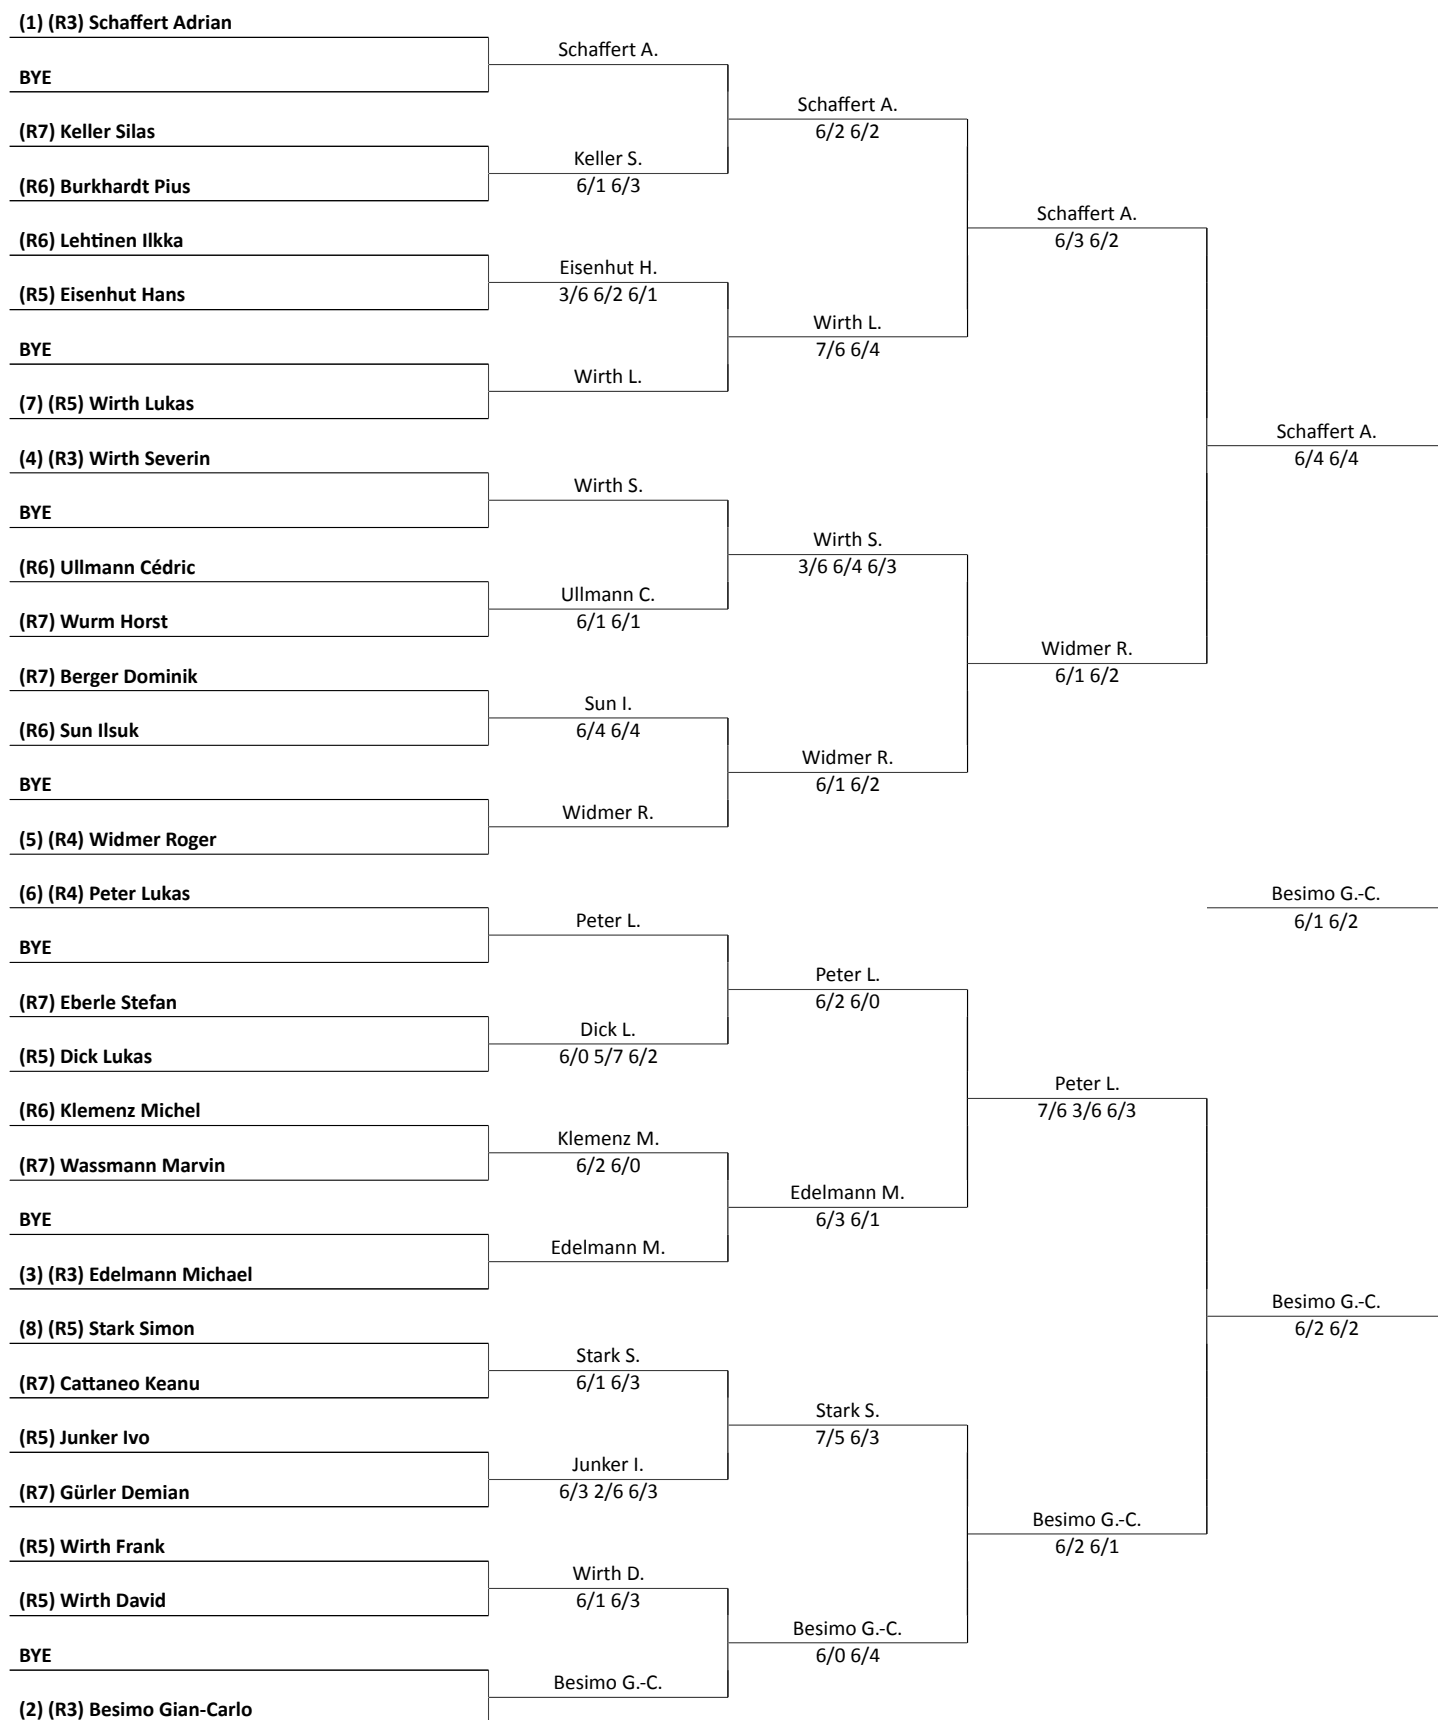 (1) (R3) Schaffert Adrian
Schaffert A.
BYE
Schaffert A.
6/2 6/2
(R7) Keller Silas
Keller S.
6/1 6/3
(R6) Burkhardt Pius
Schaffert A.
6/3 6/2
(R6) Lehtinen Ilkka
Eisenhut H.
3/6 6/2 6/1
(R5) Eisenhut Hans
Wirth L.
7/6 6/4
BYE
Wirth L.
(7) (R5) Wirth Lukas
Schaffert A.
6/4 6/4
(4) (R3) Wirth Severin
Wirth S.
BYE
Wirth S.
3/6 6/4 6/3
(R6) Ullmann Cédric
Ullmann C.
6/1 6/1
(R7) Wurm Horst
Widmer R.
6/1 6/2
(R7) Berger Dominik
Sun I.
6/4 6/4
(R6) Sun Ilsuk
Widmer R.
6/1 6/2
BYE
Widmer R.
(5) (R4) Widmer Roger
(6) (R4) Peter Lukas
Besimo G.-C.
6/1 6/2
Peter L.
BYE
Peter L.
6/2 6/0
(R7) Eberle Stefan
Dick L.
6/0 5/7 6/2
(R5) Dick Lukas
Peter L.
7/6 3/6 6/3
(R6) Klemenz Michel
Klemenz M.
6/2 6/0
(R7) Wassmann Marvin
Edelmann M.
6/3 6/1
BYE
Edelmann M.
(3) (R3) Edelmann Michael
Besimo G.-C.
6/2 6/2
(8) (R5) Stark Simon
Stark S.
6/1 6/3
(R7) Cattaneo Keanu
Stark S.
7/5 6/3
(R5) Junker Ivo
Junker I.
6/3 2/6 6/3
(R7) Gürler Demian
Besimo G.-C.
6/2 6/1
(R5) Wirth Frank
Wirth D.
6/1 6/3
(R5) Wirth David
Besimo G.-C.
6/0 6/4
BYE
Besimo G.-C.
(2) (R3) Besimo Gian-Carlo